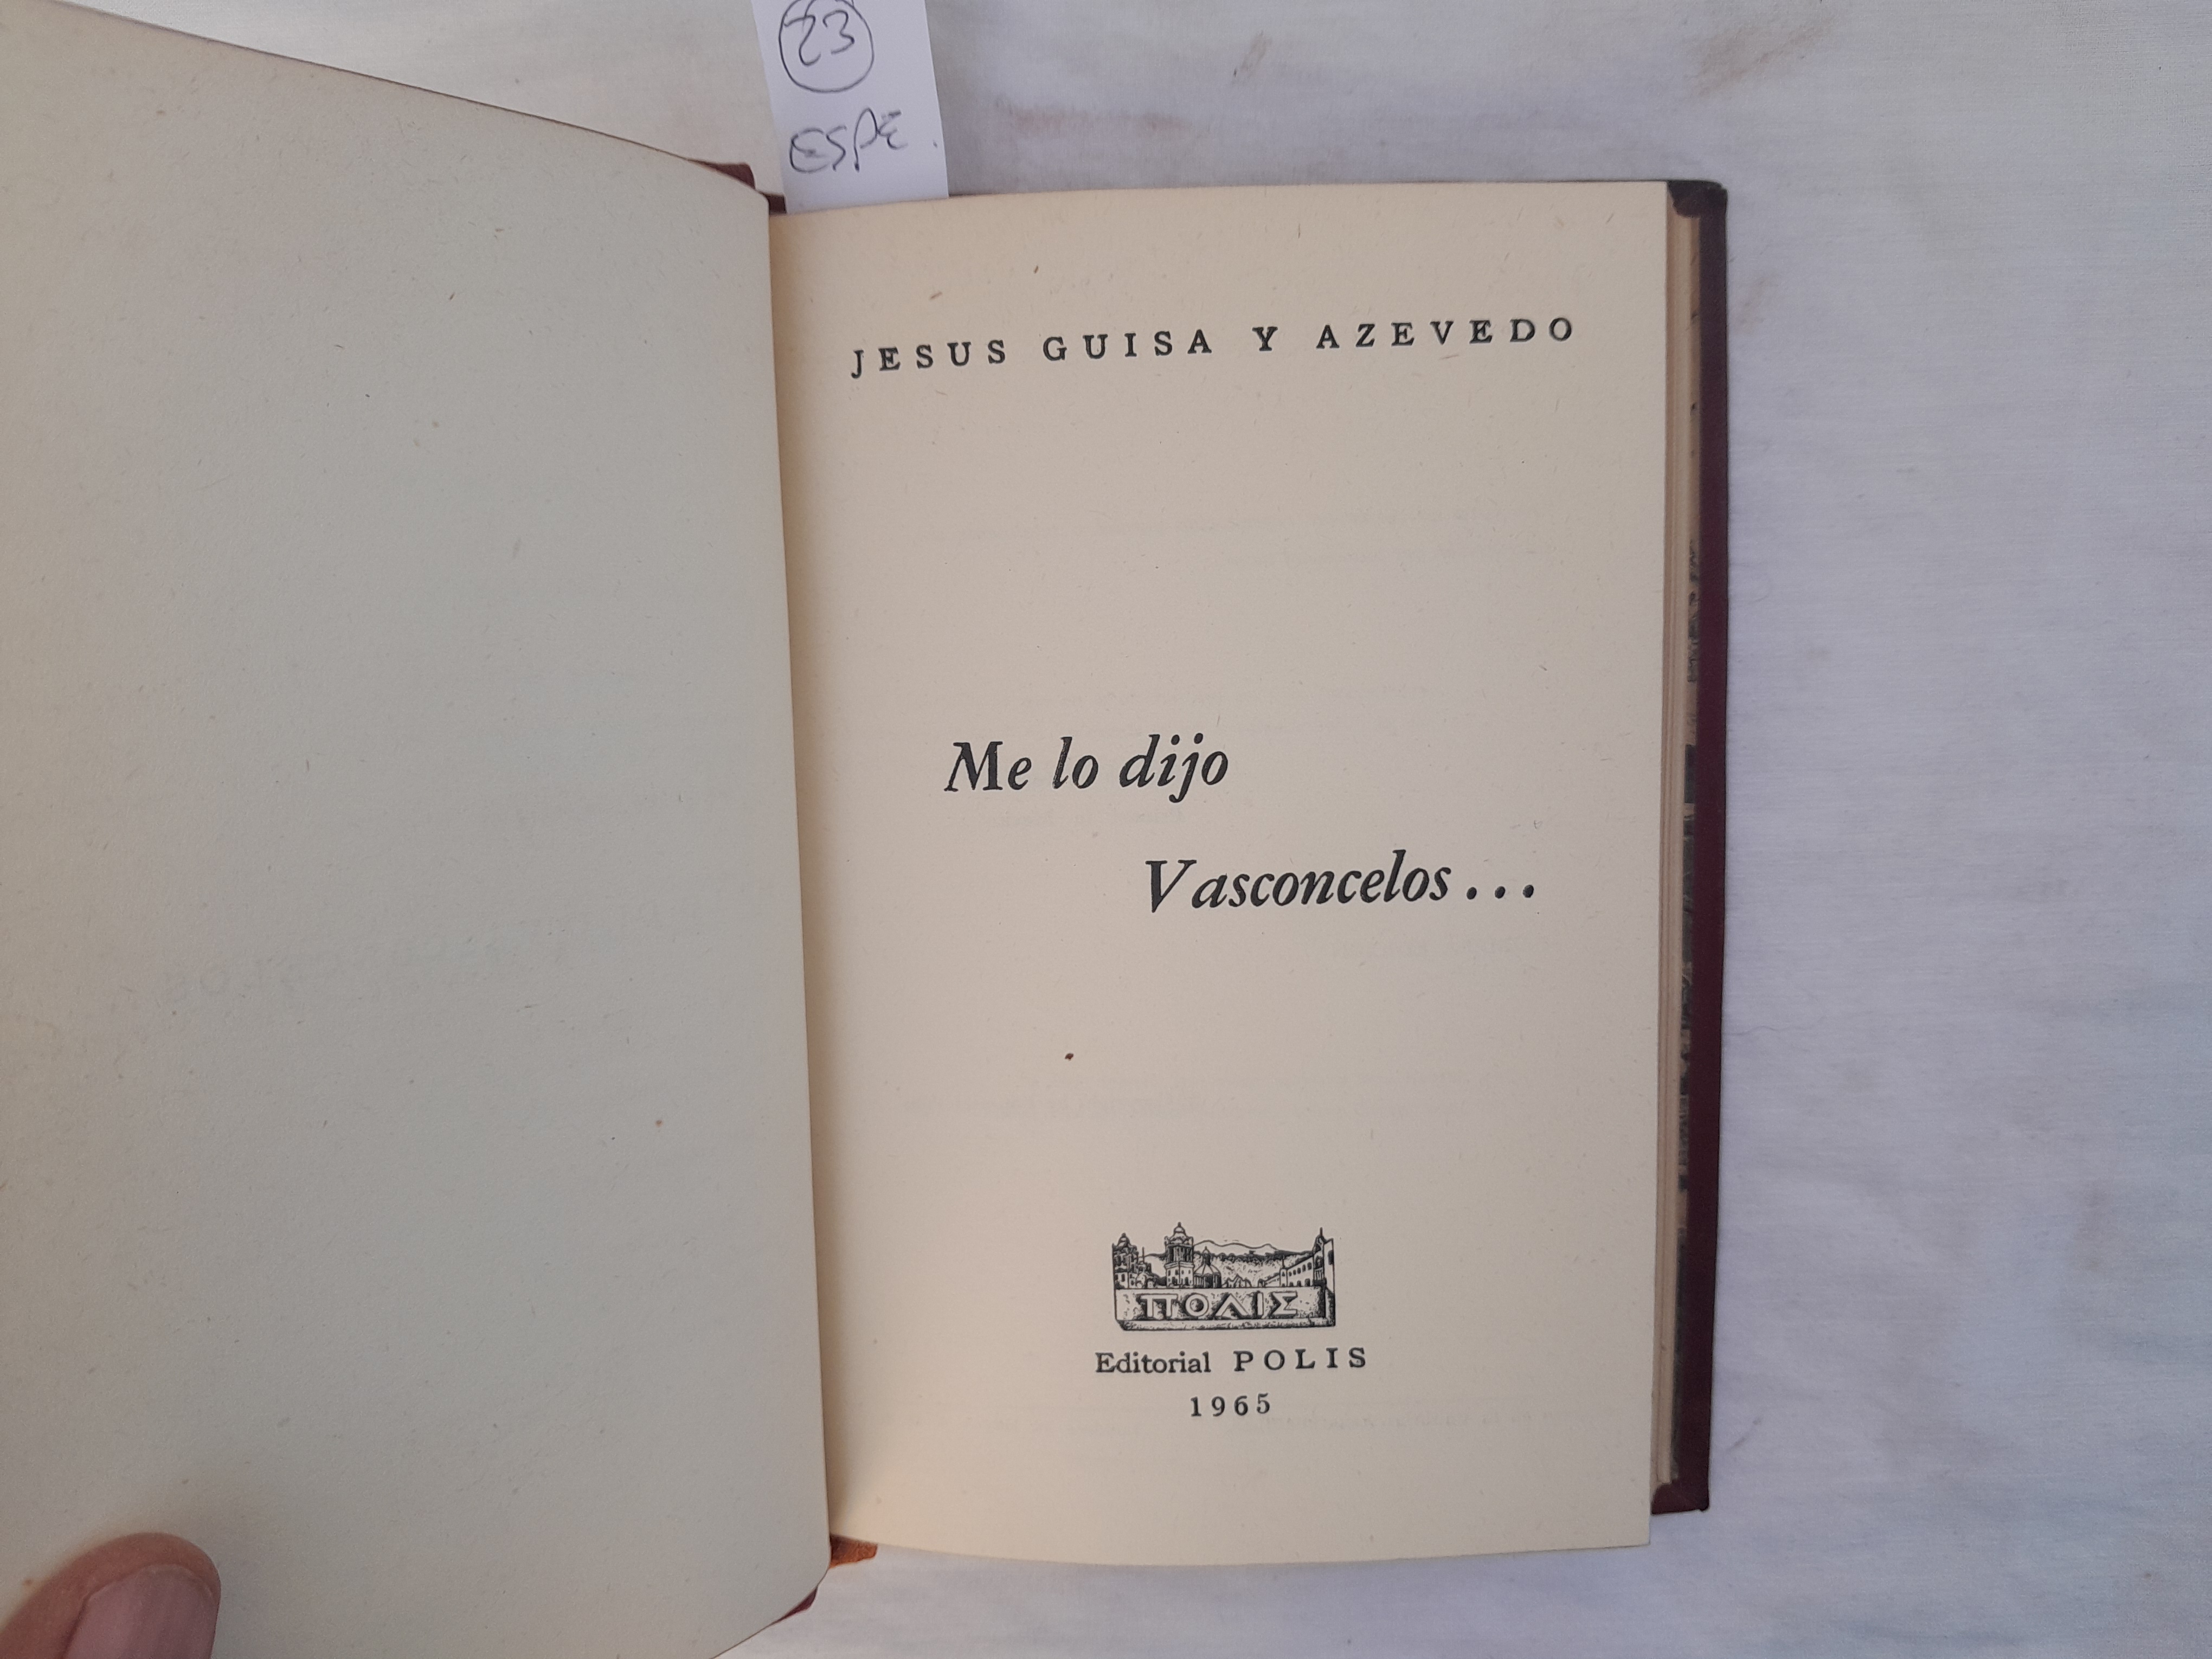 23
ESPE.
JESUS GUISA Y AZEVEDO
Me lo dijo
Vasconcelos...
ΠΟΛΙΣ
Editorial POLIS
1965